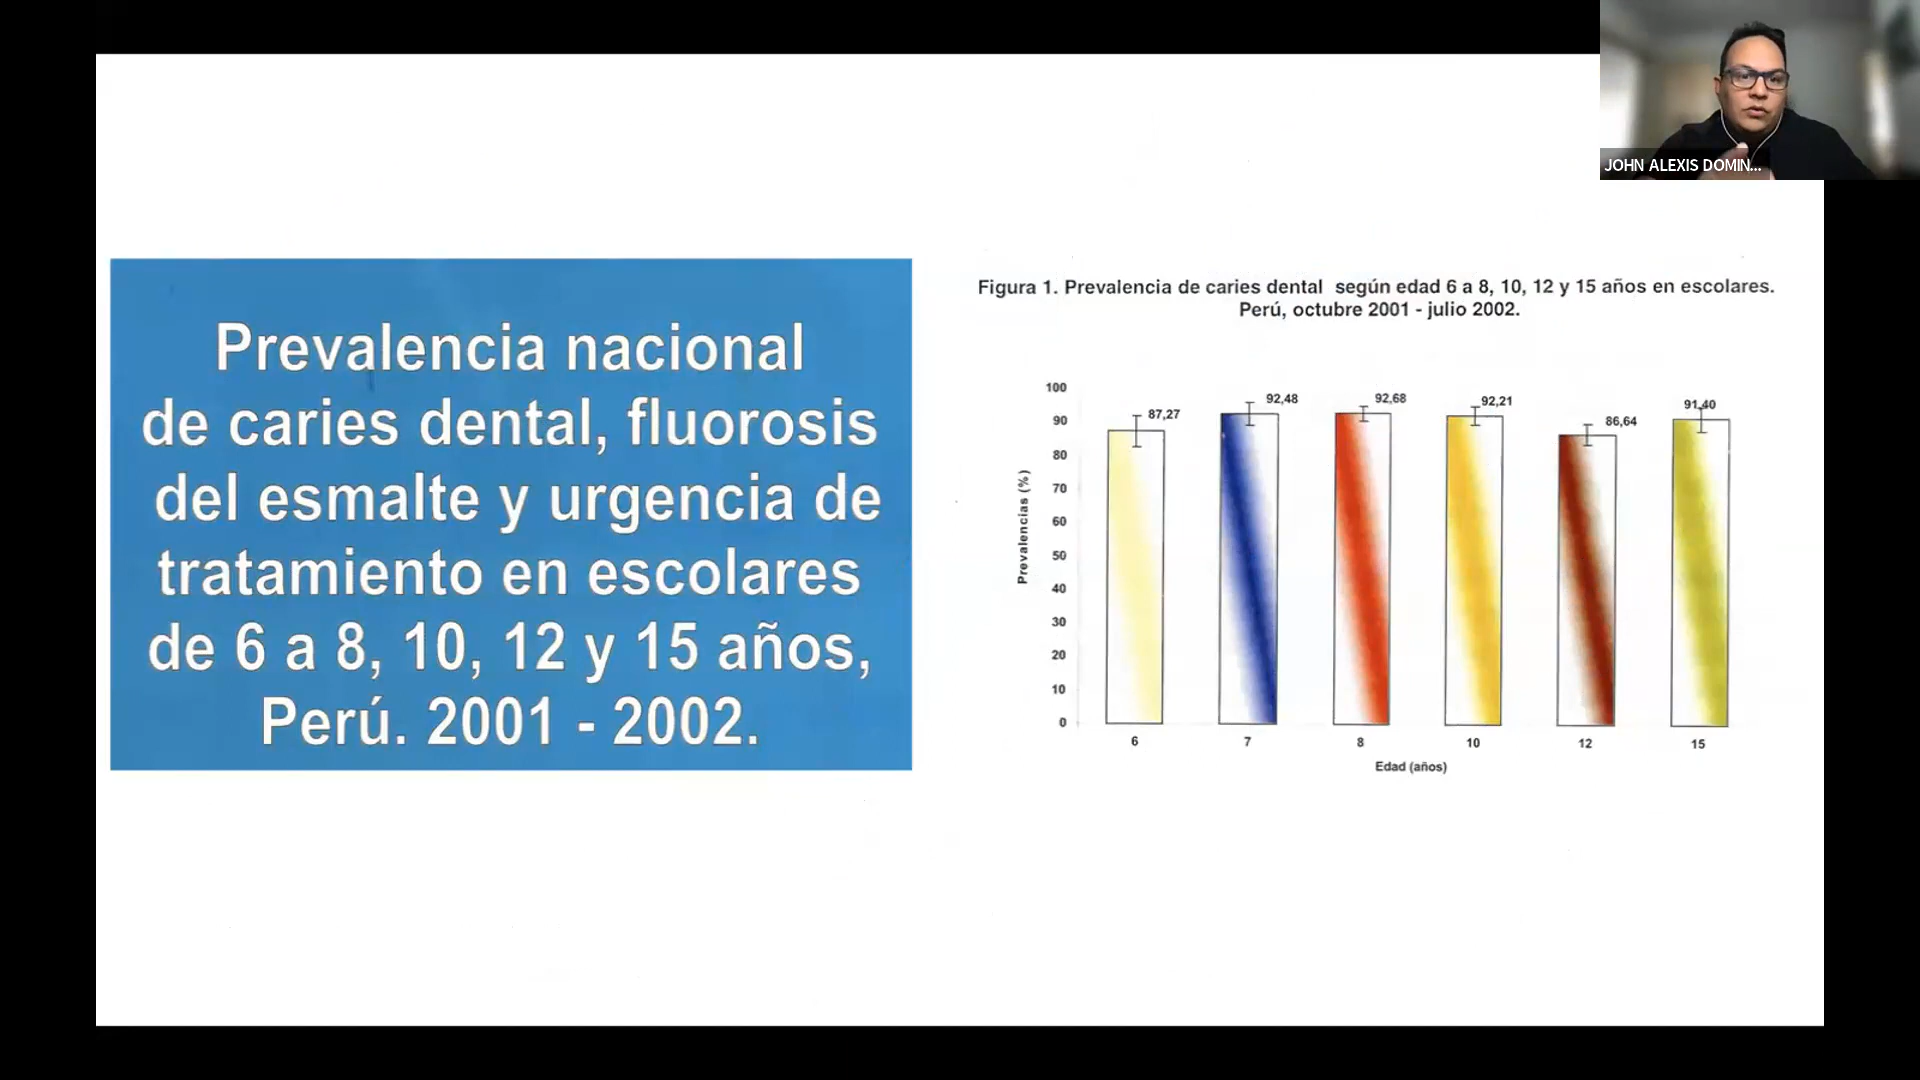 JOHN ALEXIS DOMIN...
Prevalencia nacional
de caries dental, fluorosis
del esmalte y urgencia de
tratamiento en escolares
de 6 a 8, 10, 12 y 15 años,
Perú. 2001 - 2002.
Figura 1. Prevalencia de caries dental según edad 6 a 8, 10, 12 y 15 años en escolares.
Perú, octubre 2001 - julio 2002.
Prevalencias (%)
100
90
80
70
60
50
40
30
20
10
0
87,27
92,48
92,68
92,21
86,64
91,40
6
7
8
10
12
15
Edad (años)